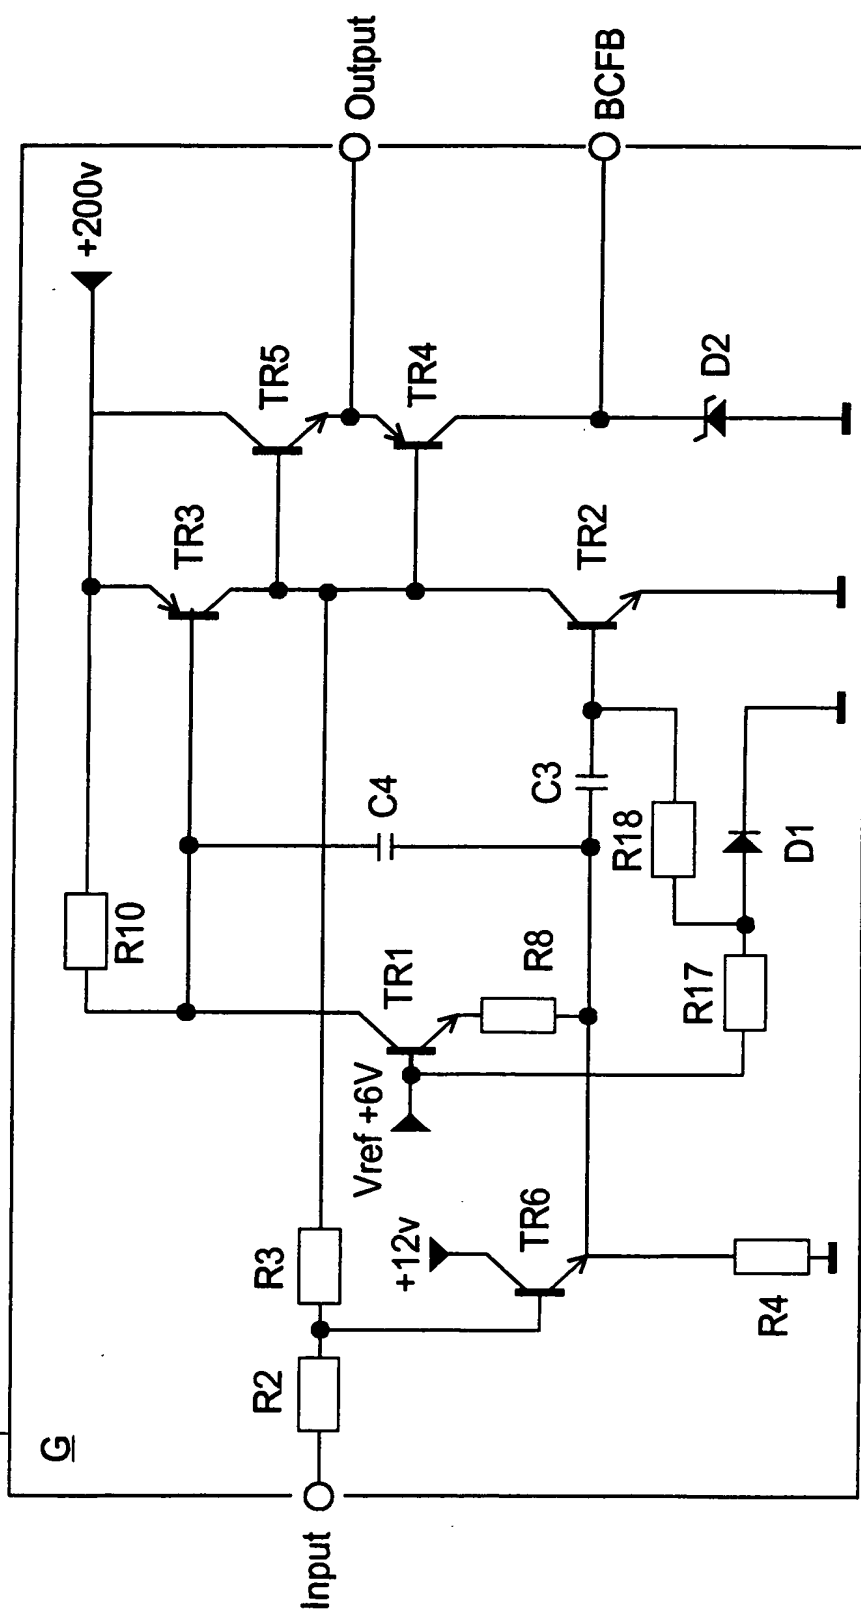 G
+200v
R10
TR3
TR5
Output
TR4
C4
R3
R2
Input
TR1
Vref +6V
+12v
TR6
R8
C3
TR2
BCFB
R18
R17
D1
D2
R4